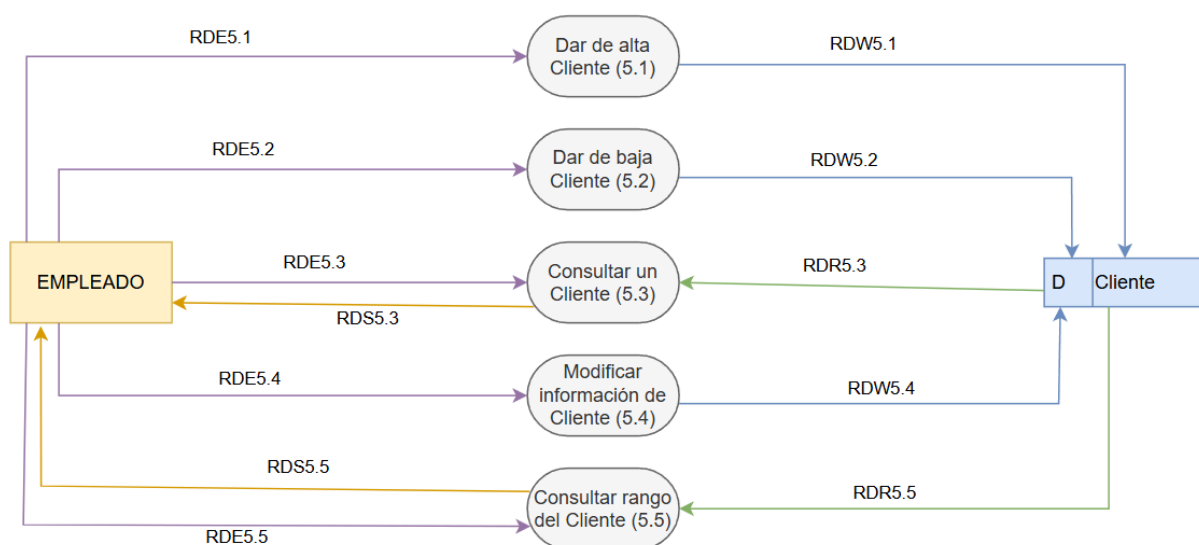 RDE5.1
Dar de alta
Cliente (5.1)
RDW5.1
RDE5.2
Dar de baja
Cliente (5.2)
RDW5.2
EMPLEADO
RDE5.3
RDS5.3
Consultar un
Cliente (5.3)
RDR5.3
D
Cliente
RDE5.4
Modificar
información de
Cliente (5.4)
RDW5.4
RDS5.5
RDE5.5
Consultar rango
del Cliente (5.5)
RDR5.5